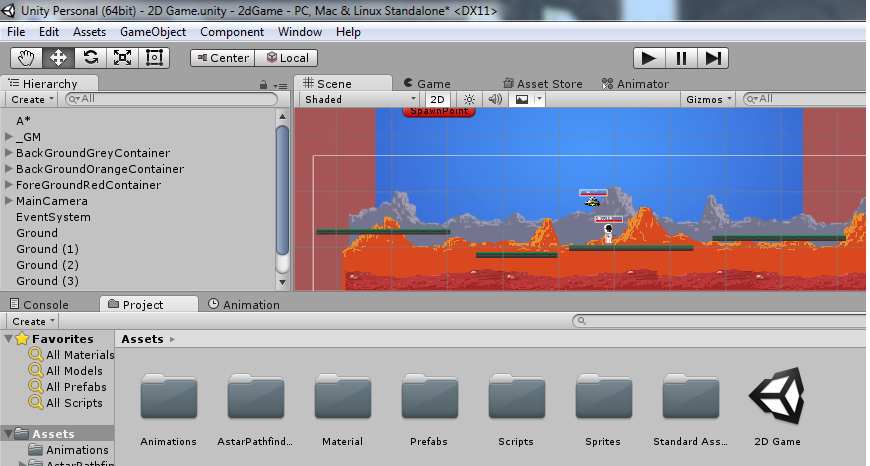 Unity Personal (64bit) - 2D Game.unity - 2dGame - PC, Mac & Linux Standalone* <DX11>
File Edit Assets GameObject Component Window Help
Center Local
Hierarchy
Create All
A*
_GM
BackGroundGreyContainer
BackGroundOrangeContainer
ForeGroundRedContainer
MainCamera
EventSystem
Ground
Ground (1)
Ground (2)
Ground (3)
Scene Game Asset Store Animator
Shaded 2D Gizmos All
SpawnPoint
Console Project Animation
Create
Favorites
All Materials
All Models
All Prefabs
All Scripts
Assets
Animations
AstarPathfin
Assets
Animations AstarPathfind... Material Prefabs Scripts Sprites Standard Ass... 2D Game